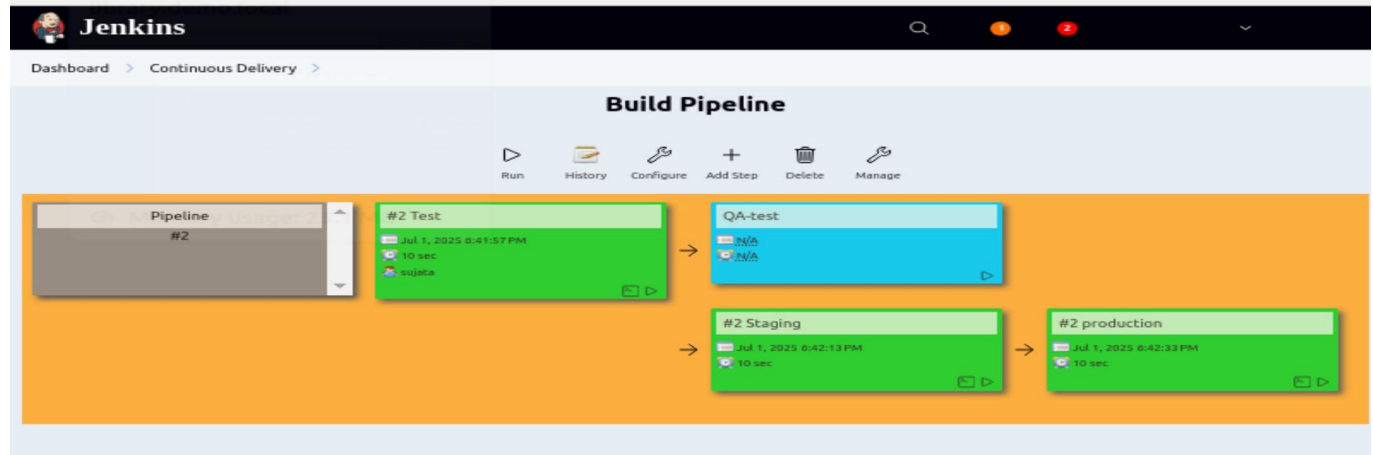 Jenkins
1
2
Dashboard > Continuous Delivery >
Build Pipeline
Run
History
Configure
Add Step
Delete
Manage
Pipeline
#2
#2 Test
Jul 1, 2025 6:41:57 PM
10 sec
sujata
QA-test
N/A
N/A
#2 Staging
Jul 1, 2025 6:42:13 PM
10 sec
#2 production
Jul 1, 2025 6:42:33 PM
10 sec